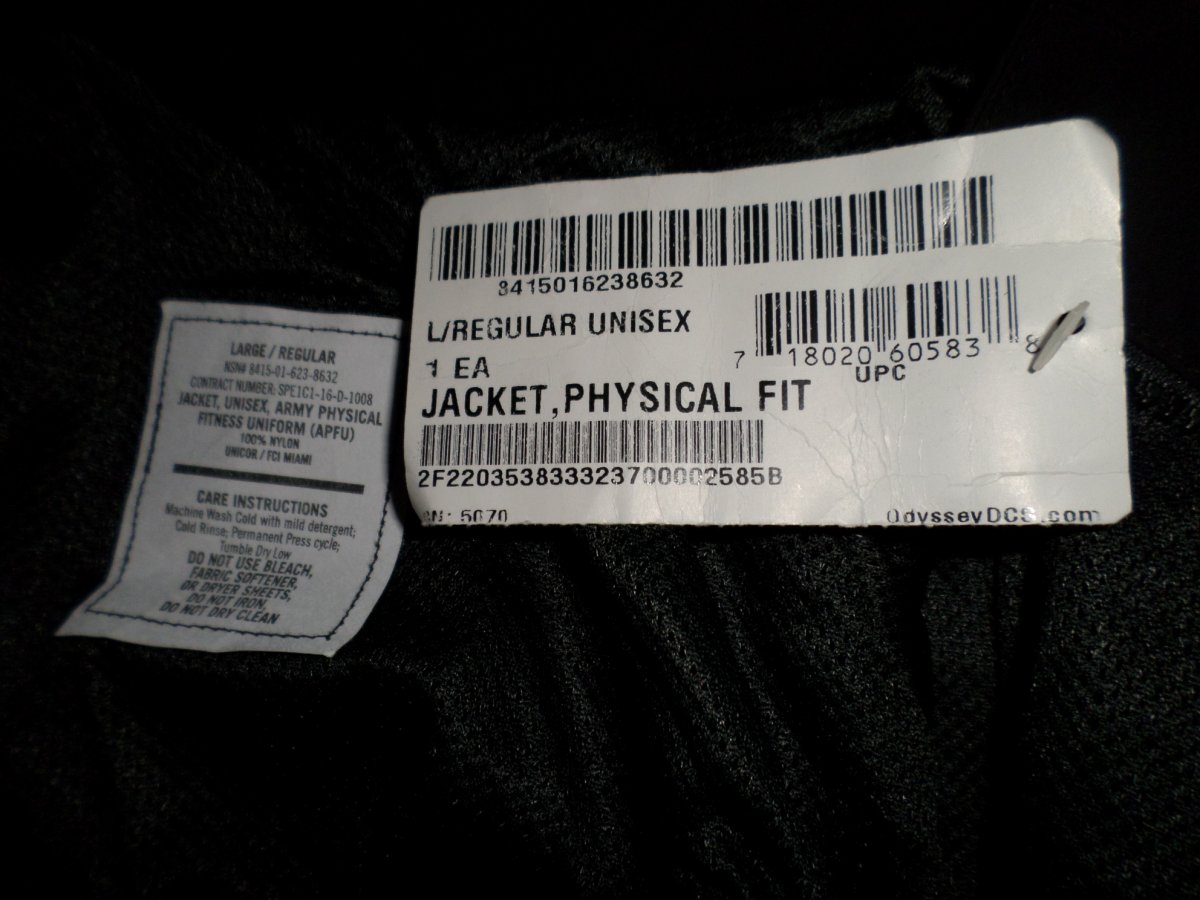 LARGE / REGULAR
NSN# 8415-01-623-8632
CONTRACT NUMBER: SPE1C1-16-D-1008
JACKET, UNISEX, ARMY PHYSICAL
FITNESS UNIFORM (APFU)
100% NYLON
UNICOR / FCI MIAMI
CARE INSTRUCTIONS
Machine Wash Cold with mild detergent;
Cold Rinse; Permanent Press cycle;
Tumble Dry Low
DO NOT USE BLEACH,
FABRIC SOFTENER,
OR DRYER SHEETS,
DO NOT IRON,
DO NOT DRY CLEAN
8415016238632
L/REGULAR UNISEX
1 EA
7 18020 60583 8
UPC
JACKET,PHYSICAL FIT
2F220353833323700002585B
OdysseyDCS.com